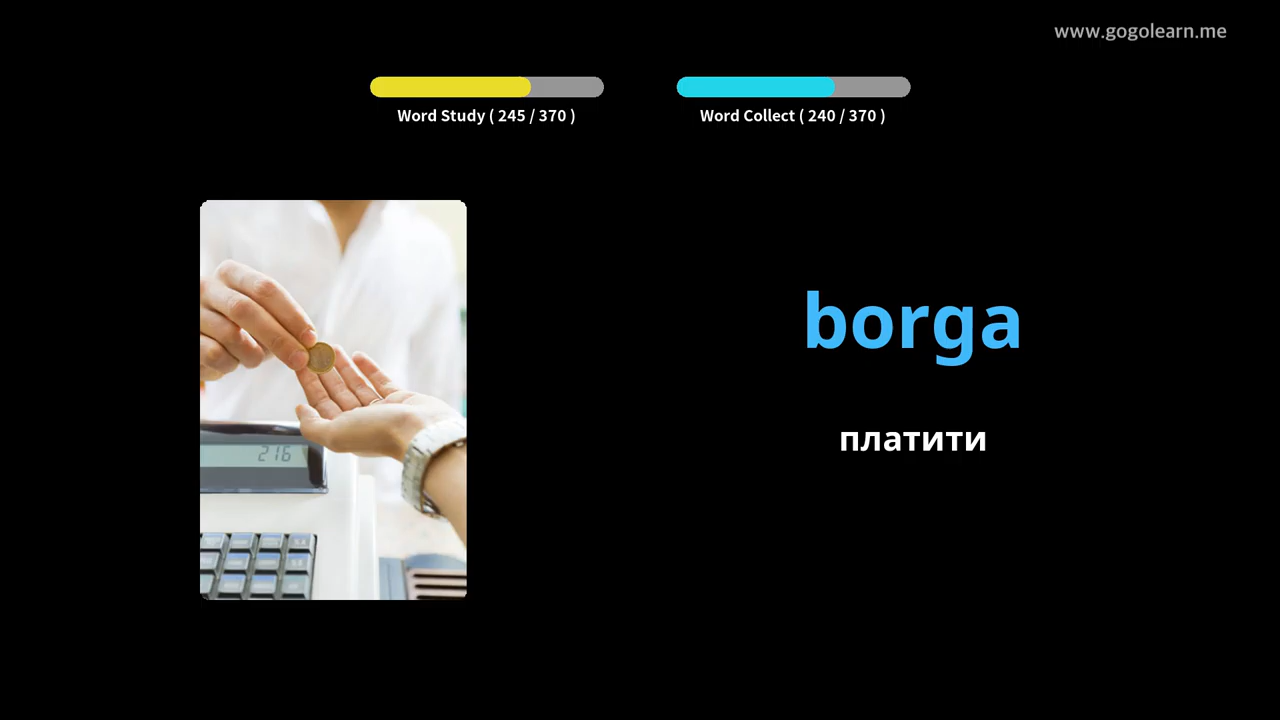 www.gogolearn.me
Word Study ( 245 / 370 )
Word Collect ( 240 / 370 )
216
borga
платити